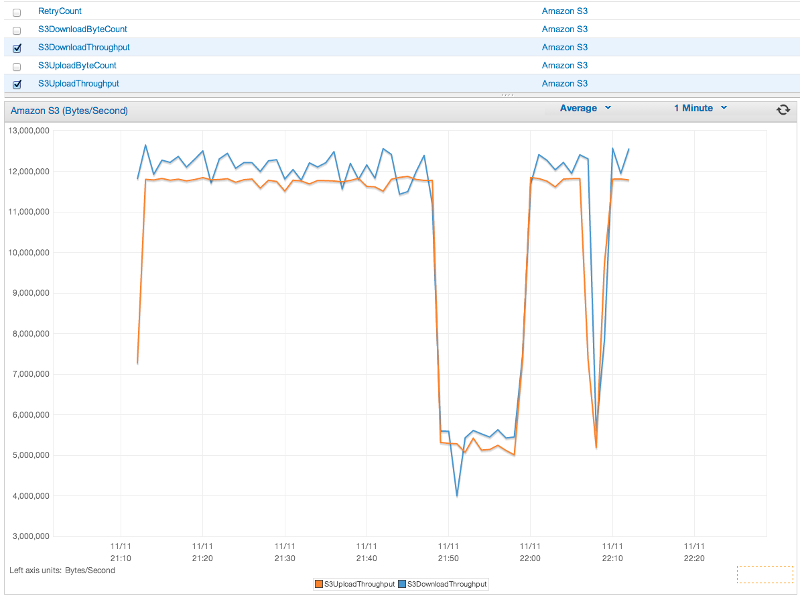 RetryCount Amazon S3
S3DownloadByteCount Amazon S3
S3DownloadThroughput Amazon S3
S3UploadByteCount Amazon S3
S3UploadThroughput Amazon S3
Amazon S3 (Bytes/Second) Average 1 Minute
13,000,000
12,000,000
11,000,000
10,000,000
9,000,000
8,000,000
7,000,000
6,000,000
5,000,000
4,000,000
3,000,000
11/11 11/11 11/11 11/11 11/11 11/11 11/11 11/11
21:10 21:20 21:30 21:40 21:50 22:00 22:10 22:20
Left axis units: Bytes/Second
S3UploadThroughput S3DownloadThroughput